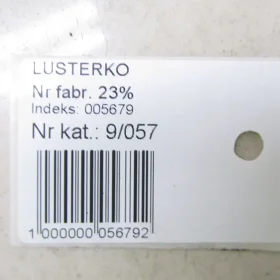 LUSTERKO
Nr fabr. 23%
Indeks: 005679
Nr kat.: 9/057
1 000000 056792